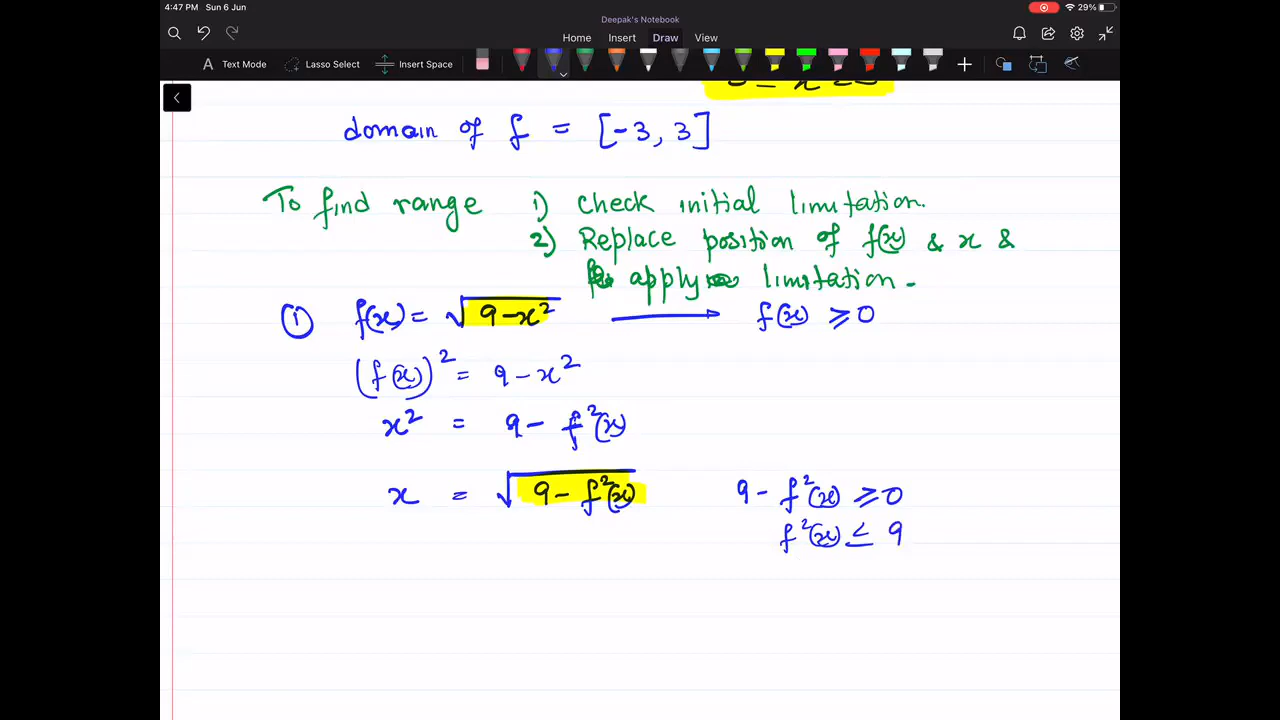 4:47 PM Sun 6 Jun
29%
Deepak's Notebook
Home Insert Draw View
Text Mode Lasso Select Insert Space
domain of f = [-3, 3]
To find range 1) Check initial limitation.
2) Replace position of f(x) & x &
apply limitation.
① f(x) = √(9-x²) ⟶ f(x) ≥ 0
(f(x))² = 9-x²
x² = 9 - f²(x)
x = √(9 - f²(x)) 9 - f²(x) ≥ 0
f²(x) ≤ 9